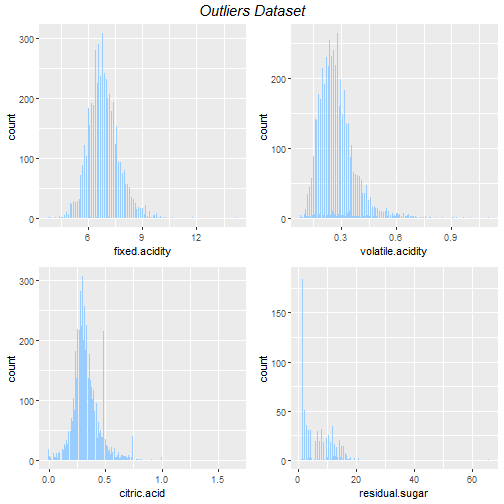 Outliers Dataset
300
200
100
0
count
6 9 12
fixed.acidity
200
100
0
count
0.3 0.6 0.9
volatile.acidity
300
200
100
0
count
0.0 0.5 1.0 1.5
citric.acid
150
100
50
0
count
0 20 40 60
residual.sugar